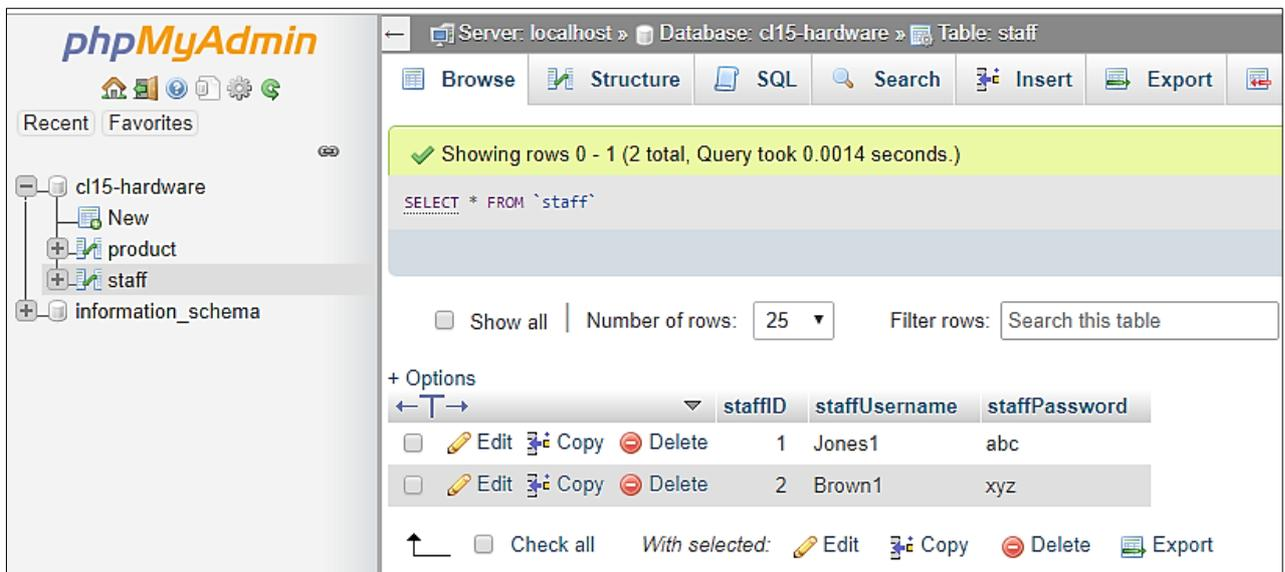 phpMyAdmin
Recent Favorites
cl15-hardware
New
product
staff
information_schema
← Server: localhost » Database: cl15-hardware » Table: staff
Browse Structure SQL Search Insert Export
Showing rows 0 - 1 (2 total, Query took 0.0014 seconds.)
SELECT * FROM `staff`
Show all | Number of rows: 25 ▼ Filter rows: Search this table
+ Options
←T→ ▼ staffID staffUsername staffPassword
Edit Copy Delete 1 Jones1 abc
Edit Copy Delete 2 Brown1 xyz
Check all With selected: Edit Copy Delete Export